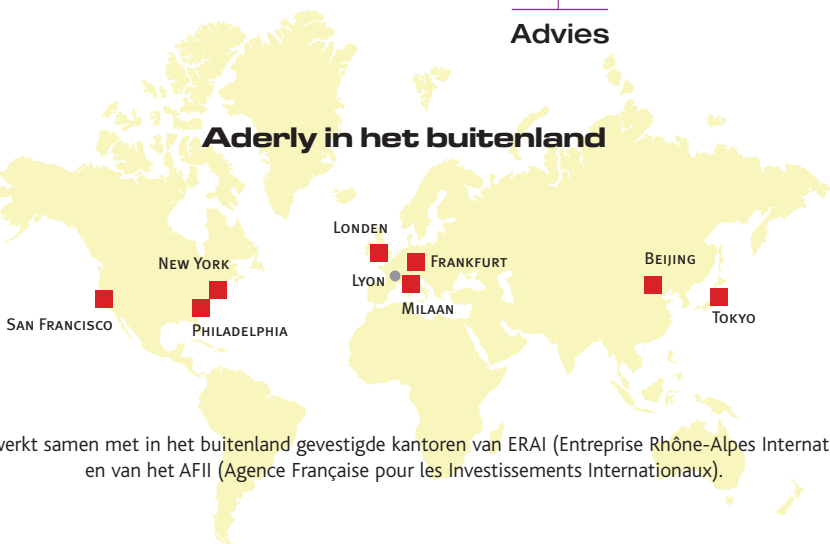 Advies
Aderly in het buitenland
Londen
New York
Frankfurt
Beijing
Lyon
Milaan
San Francisco
Philadelphia
Tokyo
werkt samen met in het buitenland gevestigde kantoren van ERAI (Entreprise Rhône-Alpes
en van het AFII (Agence Française pour les Investissements Internationaux).